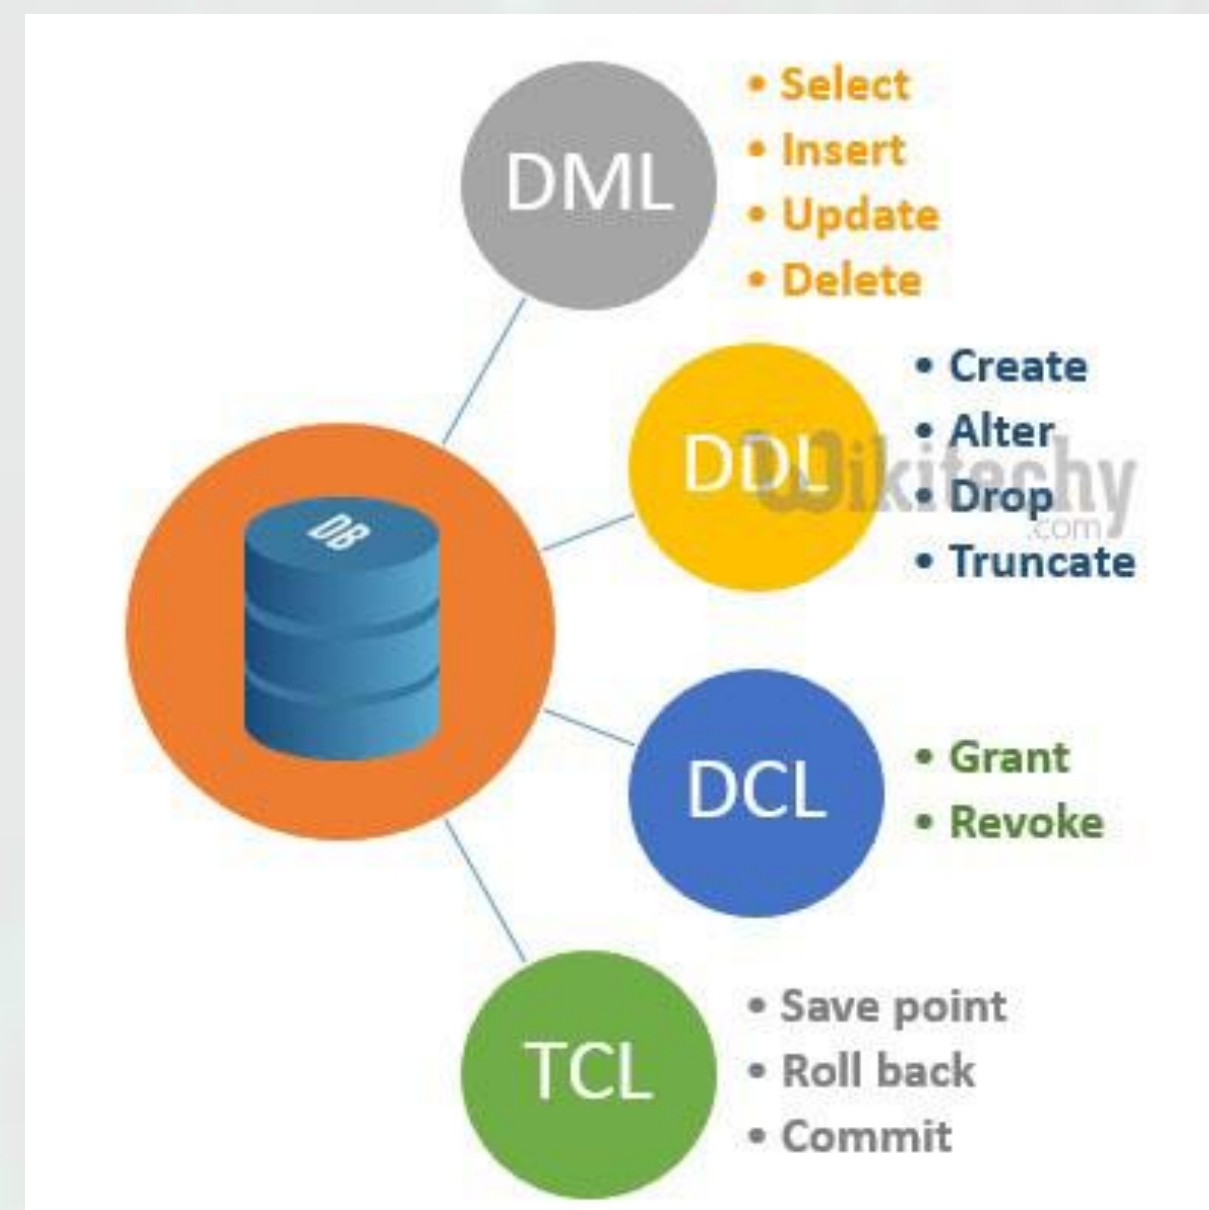 DML
• Select
• Insert
• Update
• Delete
DDL
• Create
• Alter
• Drop
• Truncate
Wikitechy
.com
DB
DCL
• Grant
• Revoke
TCL
• Save point
• Roll back
• Commit